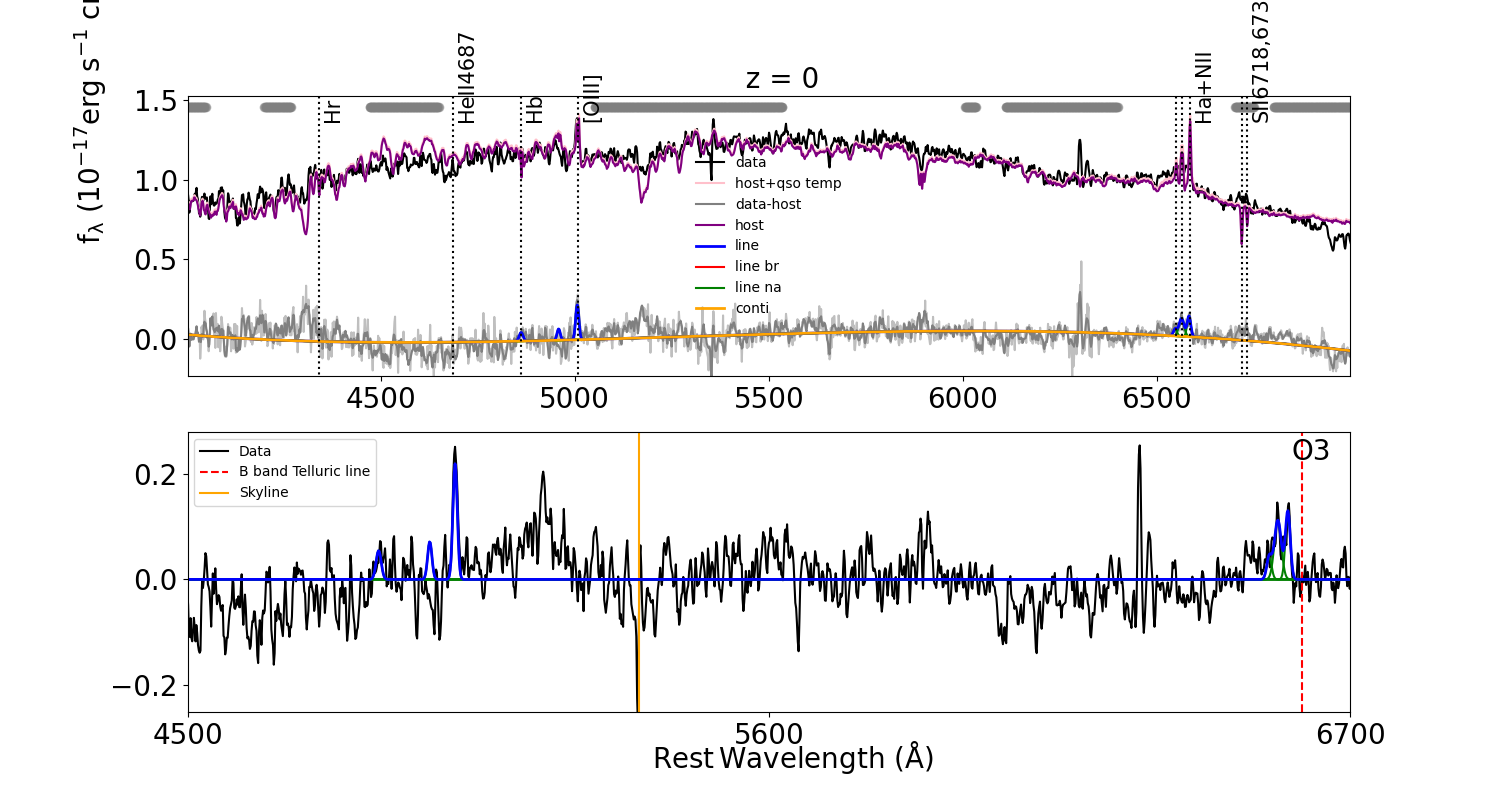 z = 0
f_λ (10^−17 erg s^−1
Hr
HeII4687
Hb
[OIII]
Ha+NII
SII6718,673
1.5
1.0
0.5
0.0
data
host+qso temp
data-host
host
line
line br
line na
conti
4500 5000 5500 6000 6500
Data
B band Telluric line
Skyline
O3
0.2
0.0
−0.2
4500 5600 6700
Rest Wavelength (Å)